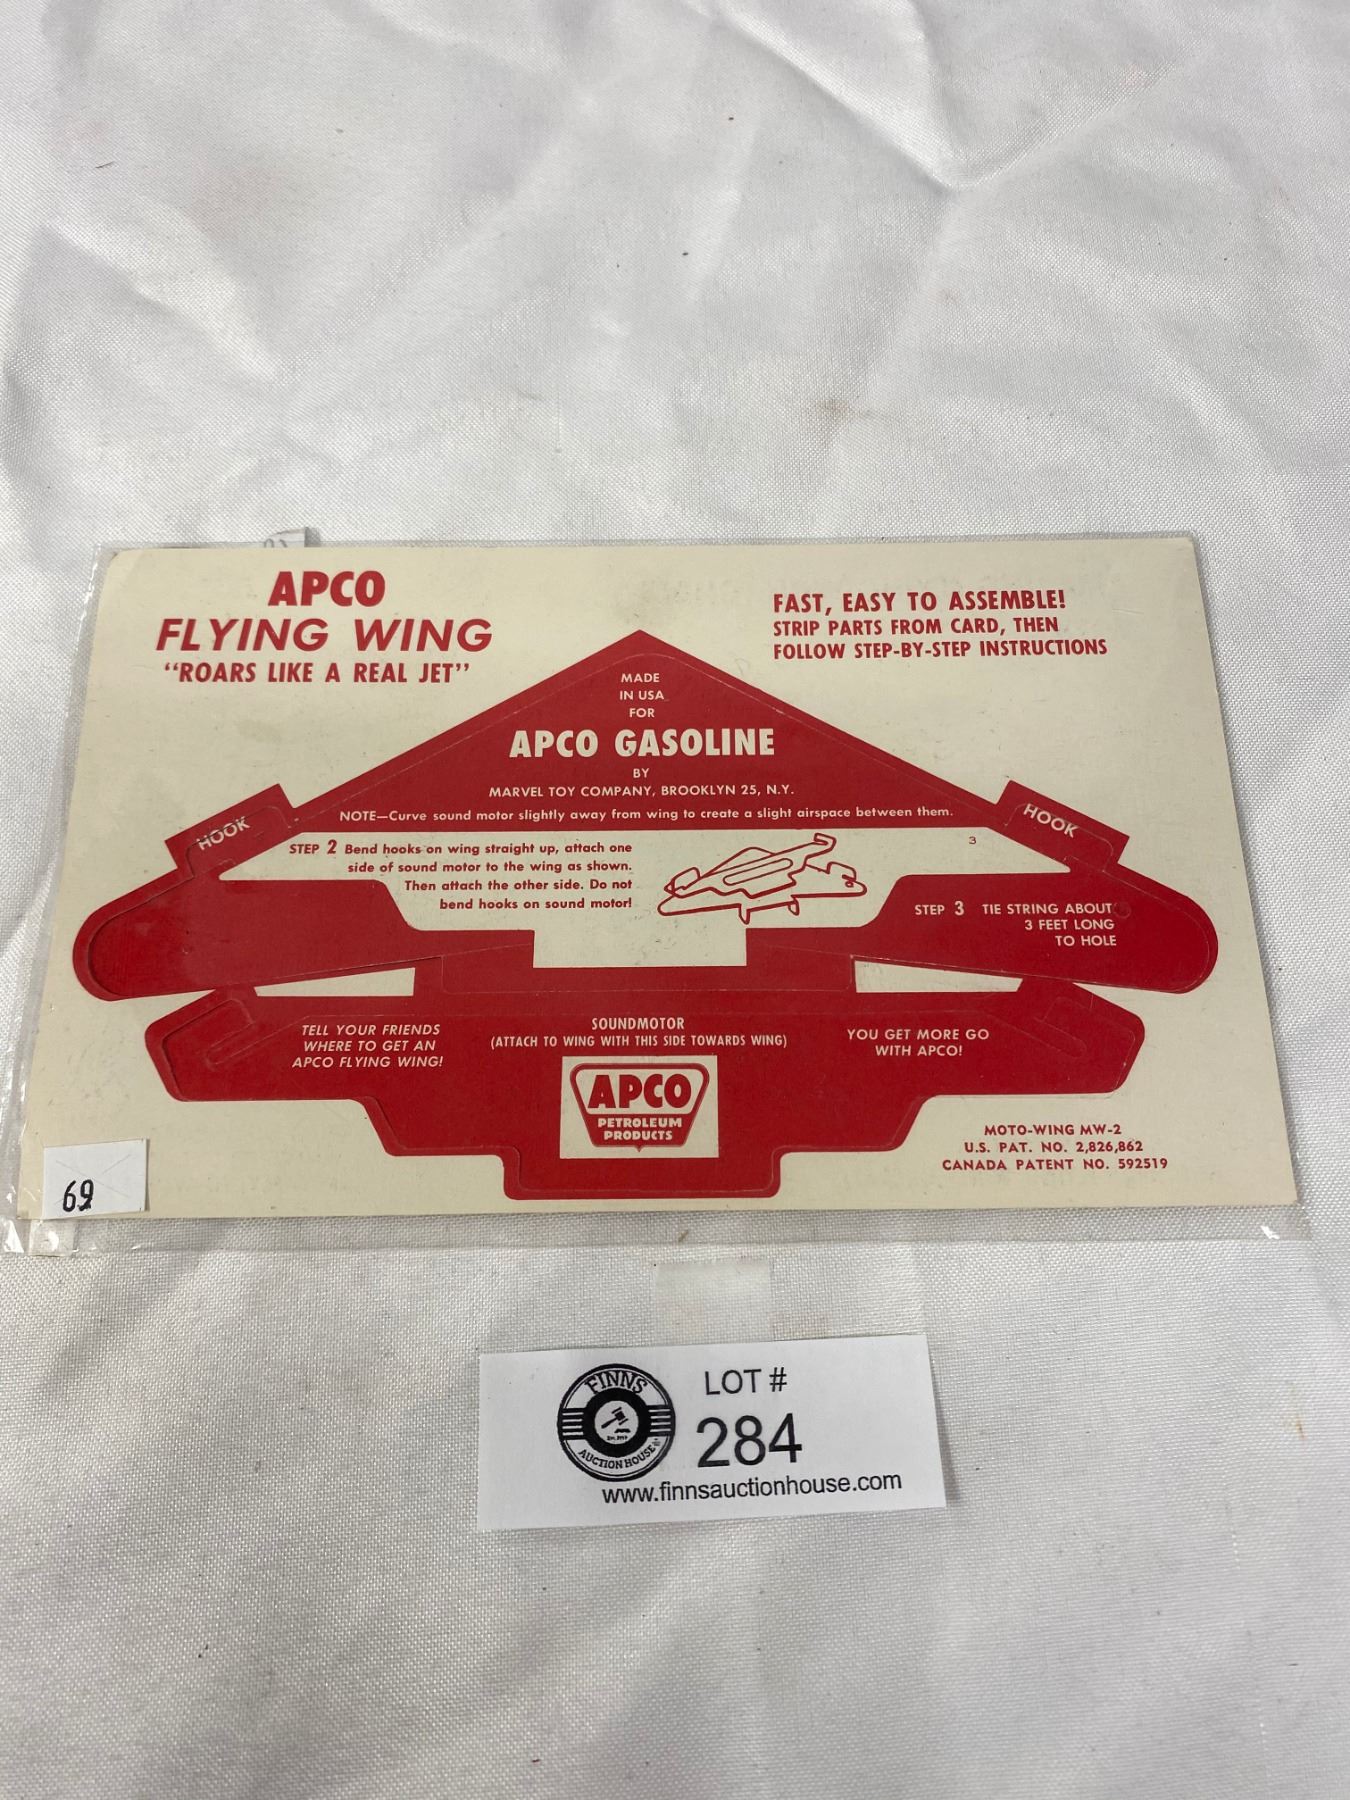 APCO
FLYING WING
“ROARS LIKE A REAL JET”
FAST, EASY TO ASSEMBLE!
STRIP PARTS FROM CARD, THEN
FOLLOW STEP-BY-STEP INSTRUCTIONS
MADE
IN USA
FOR
APCO GASOLINE
BY
MARVEL TOY COMPANY, BROOKLYN 25, N.Y.
NOTE—Curve sound motor slightly away from wing to create a slight airspace between them.
HOOK
HOOK
STEP 2 Bend hooks on wing straight up, attach one
side of sound motor to the wing as shown.
Then attach the other side. Do not
bend hooks on sound motor!
3
STEP 3 TIE STRING ABOUT
3 FEET LONG
TO HOLE
TELL YOUR FRIENDS
WHERE TO GET AN
APCO FLYING WING!
SOUNDMOTOR
(ATTACH TO WING WITH THIS SIDE TOWARDS WING)
YOU GET MORE GO
WITH APCO!
APCO
PETROLEUM
PRODUCTS
MOTO-WING MW-2
U.S. PAT. NO. 2,826,862
CANADA PATENT NO. 592519
69
FINNS
AUCTION HOUSE
LOT #
284
www.finnsauctionhouse.com